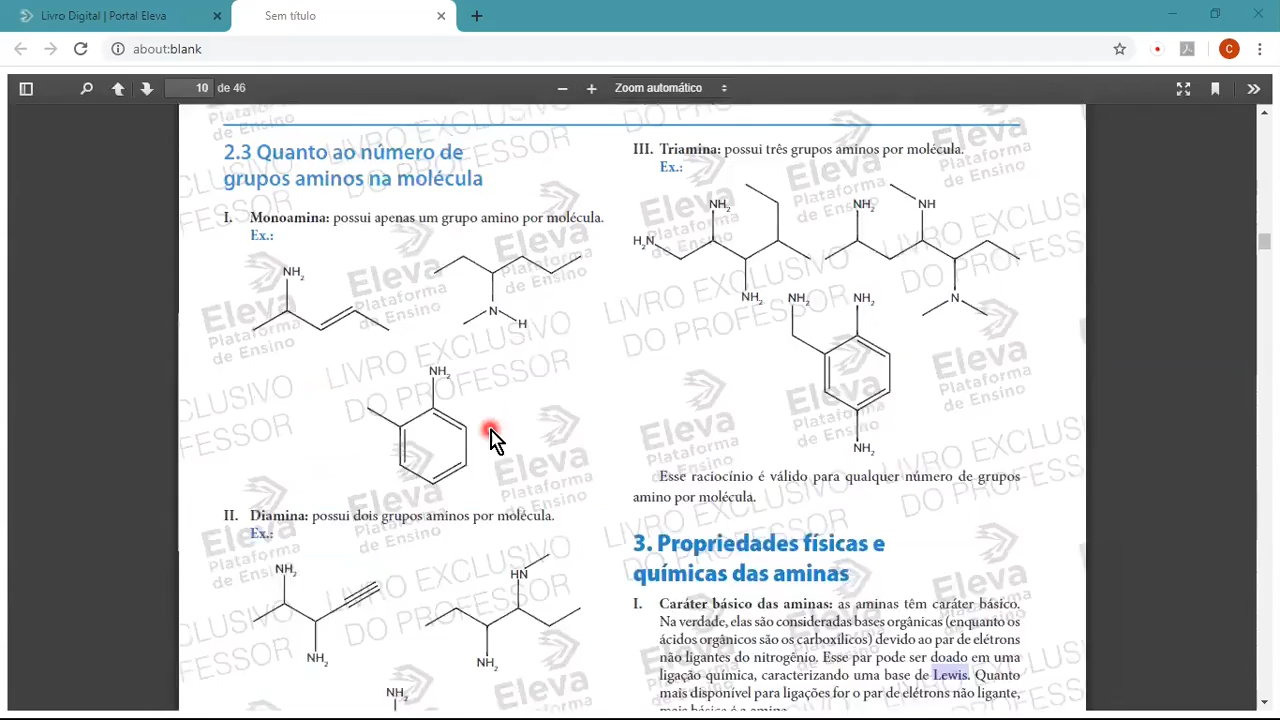 Livro Digital | Portal Eleva
Sem título
about:blank
C
10 de 46
Zoom automático
2.3 Quanto ao número de
grupos aminos na molécula
I. Monoamina: possui apenas um grupo amino por molécula.
Ex.:
NH2
N
H
NH2
II. Diamina: possui dois grupos aminos por molécula.
Ex.:
NH2
NH2
HN
NH2
NH2
III. Triamina: possui três grupos aminos por molécula.
Ex.:
NH2
H2N
NH2
NH2
NH
N
NH2
NH2
NH2
Esse raciocínio é válido para qualquer número de grupos
amino por molécula.
3. Propriedades físicas e
químicas das aminas
I. Caráter básico das aminas: as aminas têm caráter básico.
Na verdade, elas são consideradas bases orgânicas (enquanto os
ácidos orgânicos são os carboxílicos) devido ao par de elétrons
não ligantes do nitrogênio. Esse par pode ser doado em uma
ligação química, caracterizando uma base de Lewis. Quanto
mais disponível para ligações for o par de elétrons não ligante,
mais básica é a amina.
Eleva
Plataforma
de Ensino
LIVRO EXCLUSIVO
DO PROFESSOR